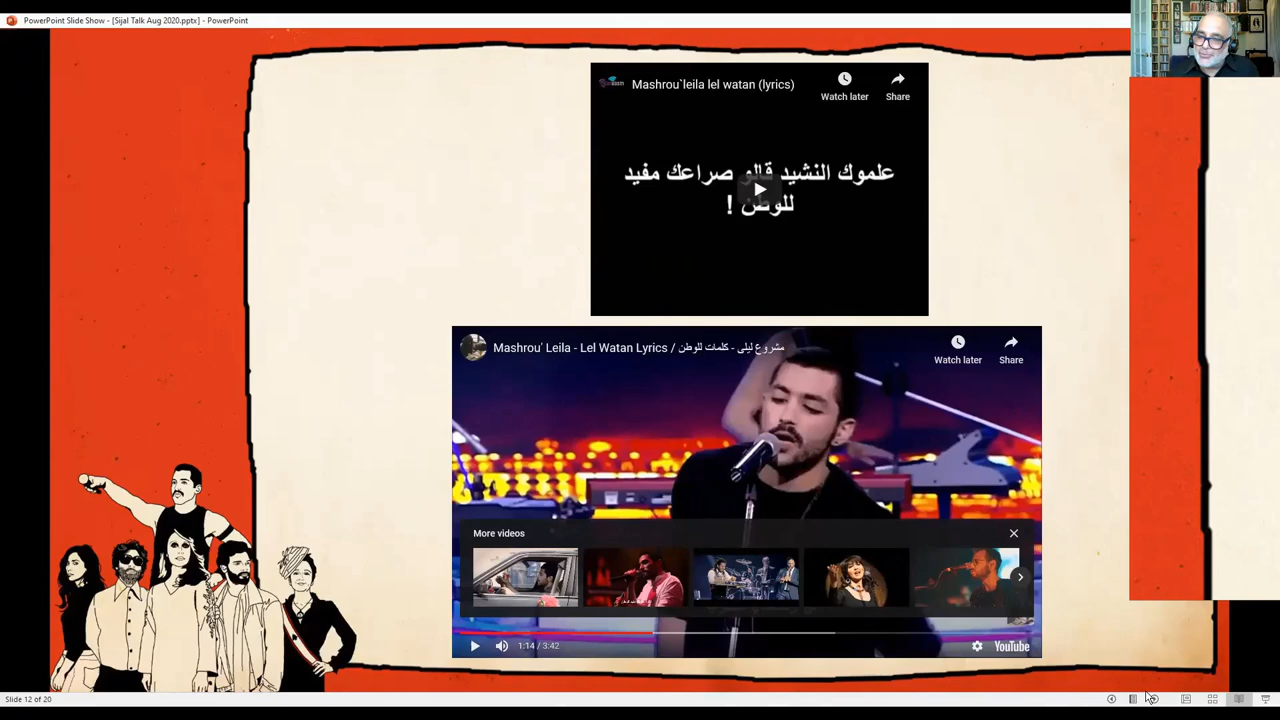 PowerPoint Slide Show - [Sijal Talk Aug 2020.pptx] - PowerPoint
Mashrou`leila lel watan (lyrics)
Watch later
Share
علموك النشيد قالو صراعك مفيد
للوطن !
Mashrou' Leila - Lel Watan Lyrics / مشروع ليلى - كلمات للوطن
Watch later
Share
More videos
1:14 / 3:42
YouTube
Slide 12 of 20